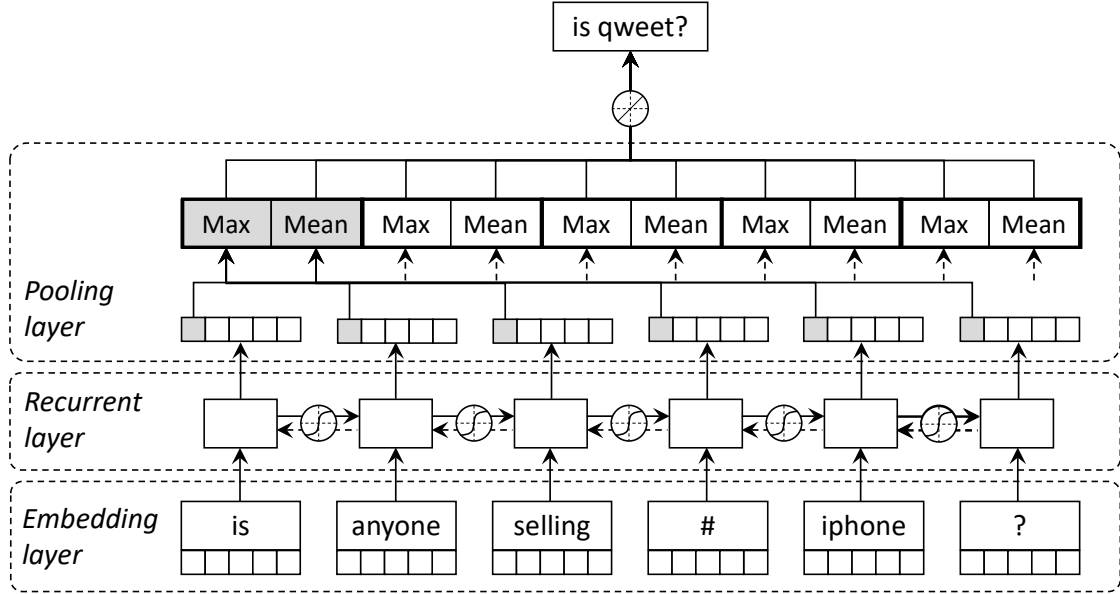 is qweet?
Max Mean Max Mean Max Mean Max Mean Max Mean
Pooling
layer
Recurrent
layer
Embedding
layer
is anyone selling # iphone ?